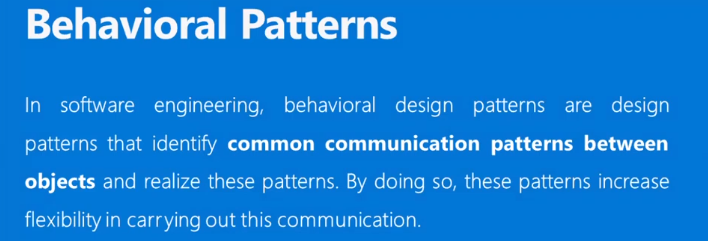 Behavioral Patterns
In software engineering, behavioral design patterns are design
patterns that identify common communication patterns between
objects and realize these patterns. By doing so, these patterns increase
flexibility in carrying out this communication.